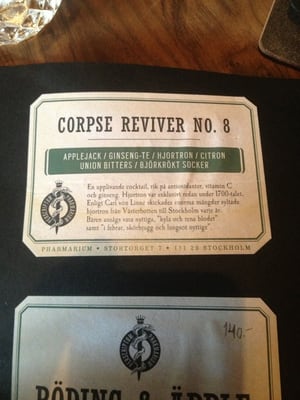 CORPSE REVIVER NO. 8
APPLEJACK / GINSENG-TE / HJORTRON / CITRON
UNION BITTERS / BJÖRKRÖKT SOCKER
En upplivande cocktail, rik på antioxidanter, vitamin C
och ginseng. Hjortron var exklusivt redan under 1700-talet.
Enligt Carl von Linné skickades enorma mängder syltade
hjortron från Västerbotten till Stockholm varje år.
Bären ansågs vara nyttiga, "kyla och rena blodet"
samt "i febrar, skörbjugg och lungsot nyttige"
PHARMARIUM • STORTORGET 7 • 111 29 STOCKHOLM
140.-
RÖDING & ÄPPLE